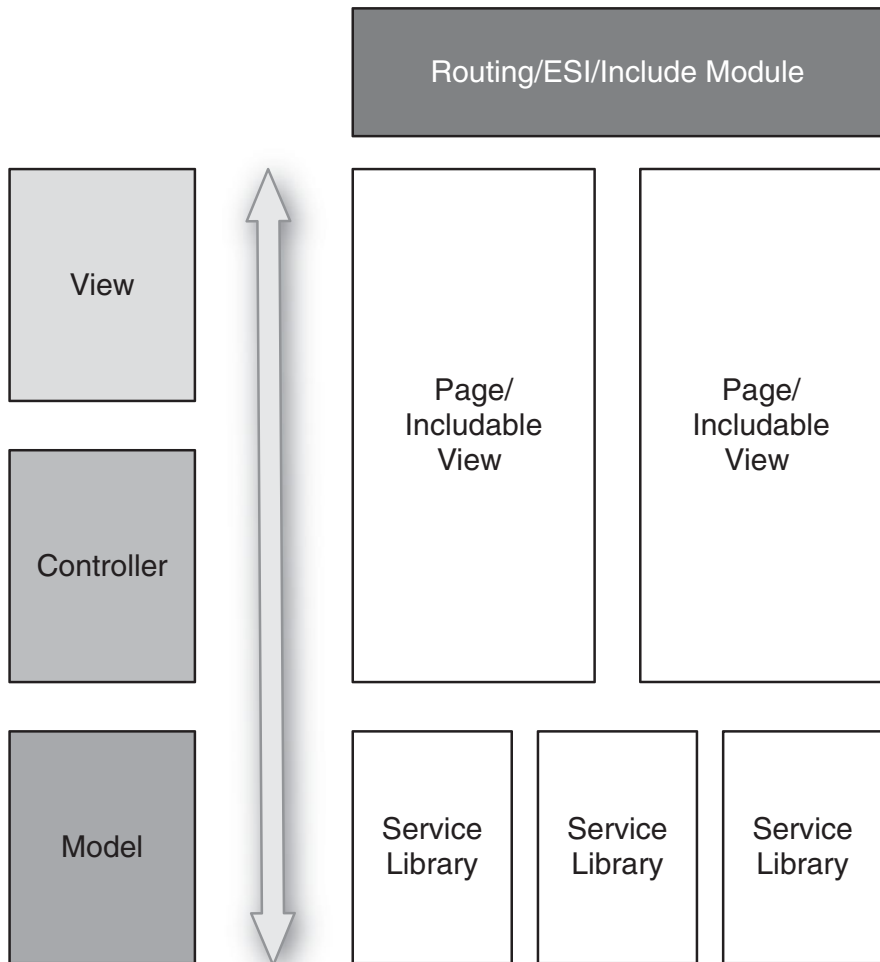 Routing/ESI/Include Module
View
Page/
Includable
View
Page/
Includable
View
Controller
Model
Service
Library
Service
Library
Service
Library